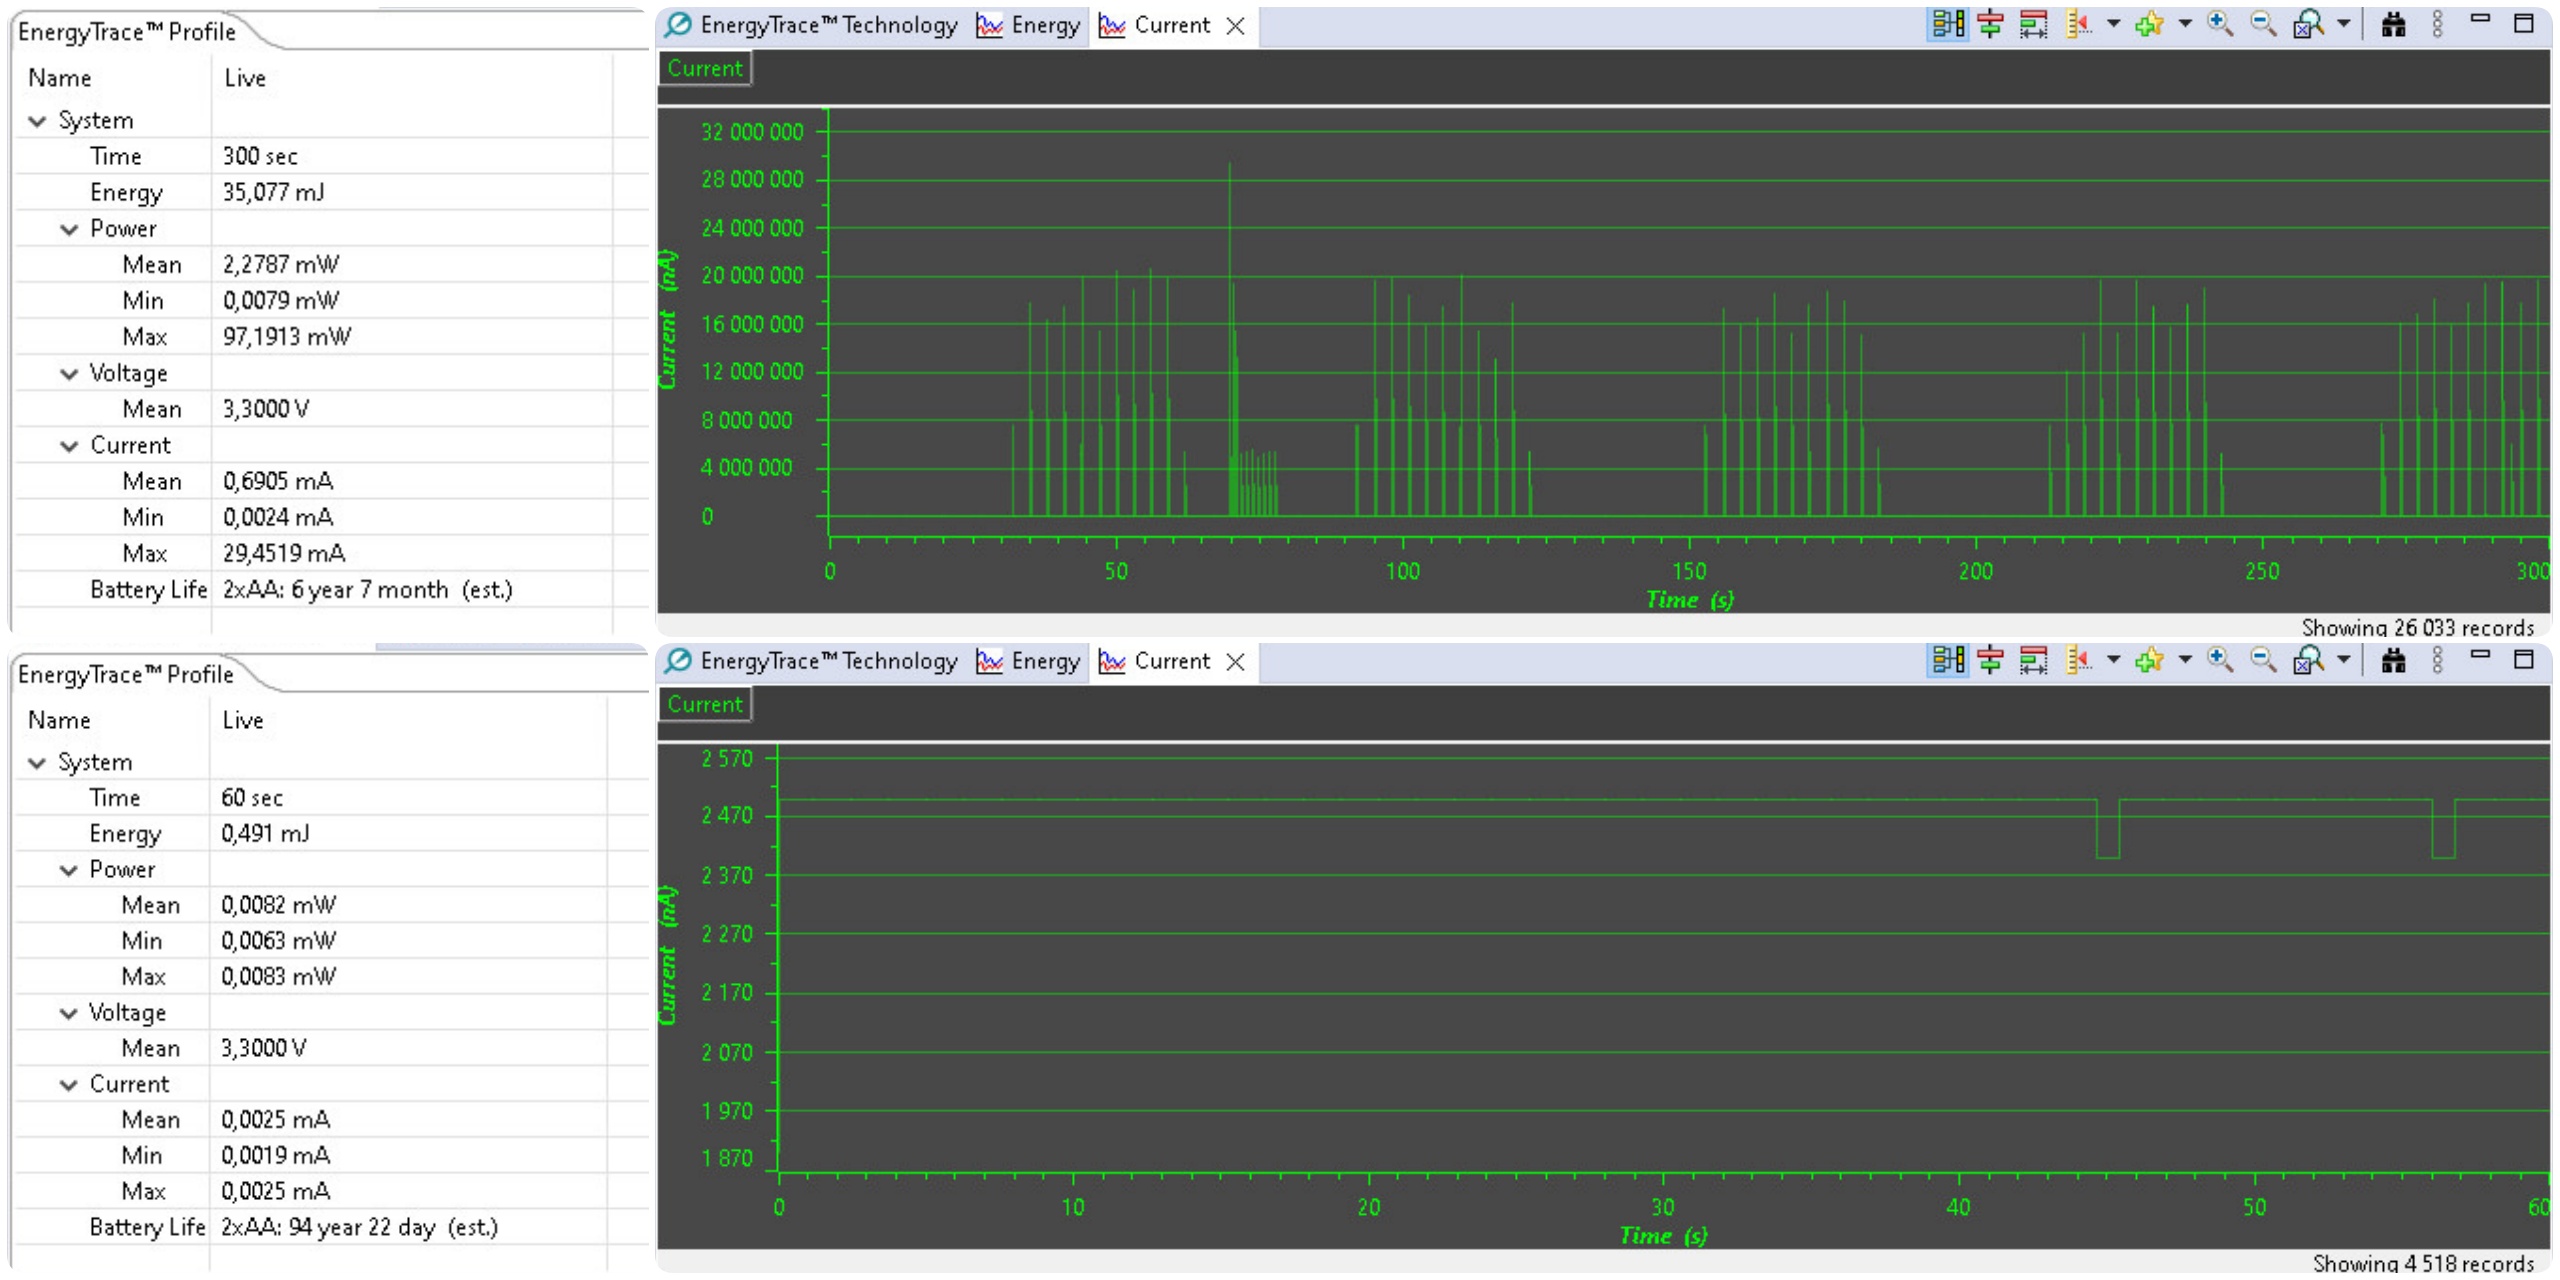 EnergyTrace™ Profile
Name Live
System
Time 300 sec
Energy 35,077 mJ
Power
Mean 2,2787 mW
Min 0,0079 mW
Max 97,1913 mW
Voltage
Mean 3,3000 V
Current
Mean 0,6905 mA
Min 0,0024 mA
Max 29,4519 mA
Battery Life 2xAA: 6 year 7 month (est.)
EnergyTrace™ Technology Energy Current
Current
32 000 000
28 000 000
24 000 000
20 000 000
16 000 000
12 000 000
8 000 000
4 000 000
0
Current (nA)
0 50 100 150 200 250 300
Time (s)
Showing 26 033 records
EnergyTrace™ Profile
Name Live
System
Time 60 sec
Energy 0,491 mJ
Power
Mean 0,0082 mW
Min 0,0063 mW
Max 0,0083 mW
Voltage
Mean 3,3000 V
Current
Mean 0,0025 mA
Min 0,0019 mA
Max 0,0025 mA
Battery Life 2xAA: 94 year 22 day (est.)
EnergyTrace™ Technology Energy Current
Current
2 570
2 470
2 370
2 270
2 170
2 070
1 970
1 870
Current (nA)
0 10 20 30 40 50 60
Time (s)
Showing 4 518 records